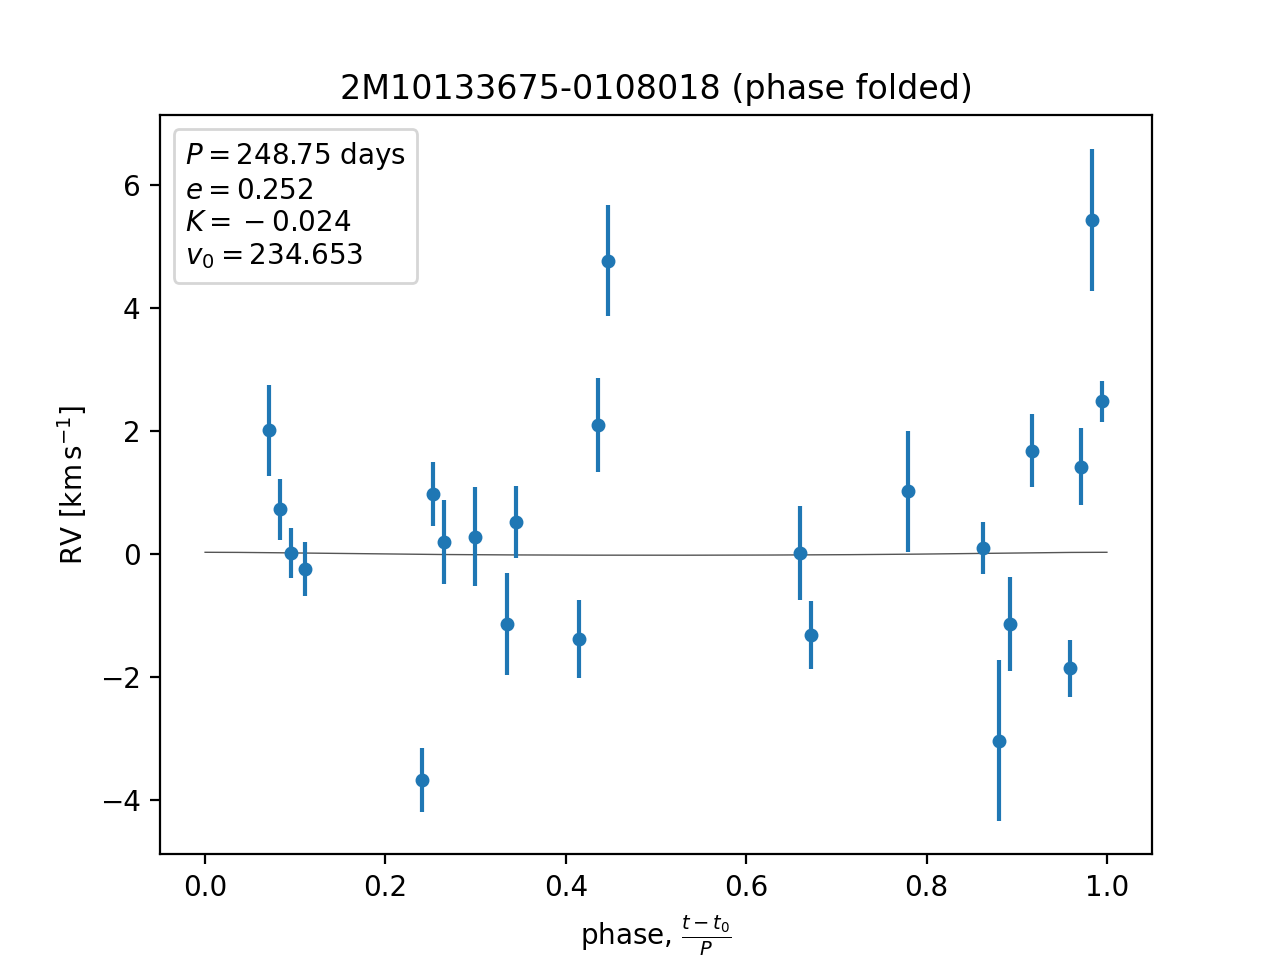 2M10133675-0108018 (phase folded)
P = 248.75 days
e = 0.252
K = −0.024
v₀ = 234.653
6
4
2
0
−2
−4
RV [km s⁻¹]
0.0 0.2 0.4 0.6 0.8 1.0
phase, (t − t₀)/P